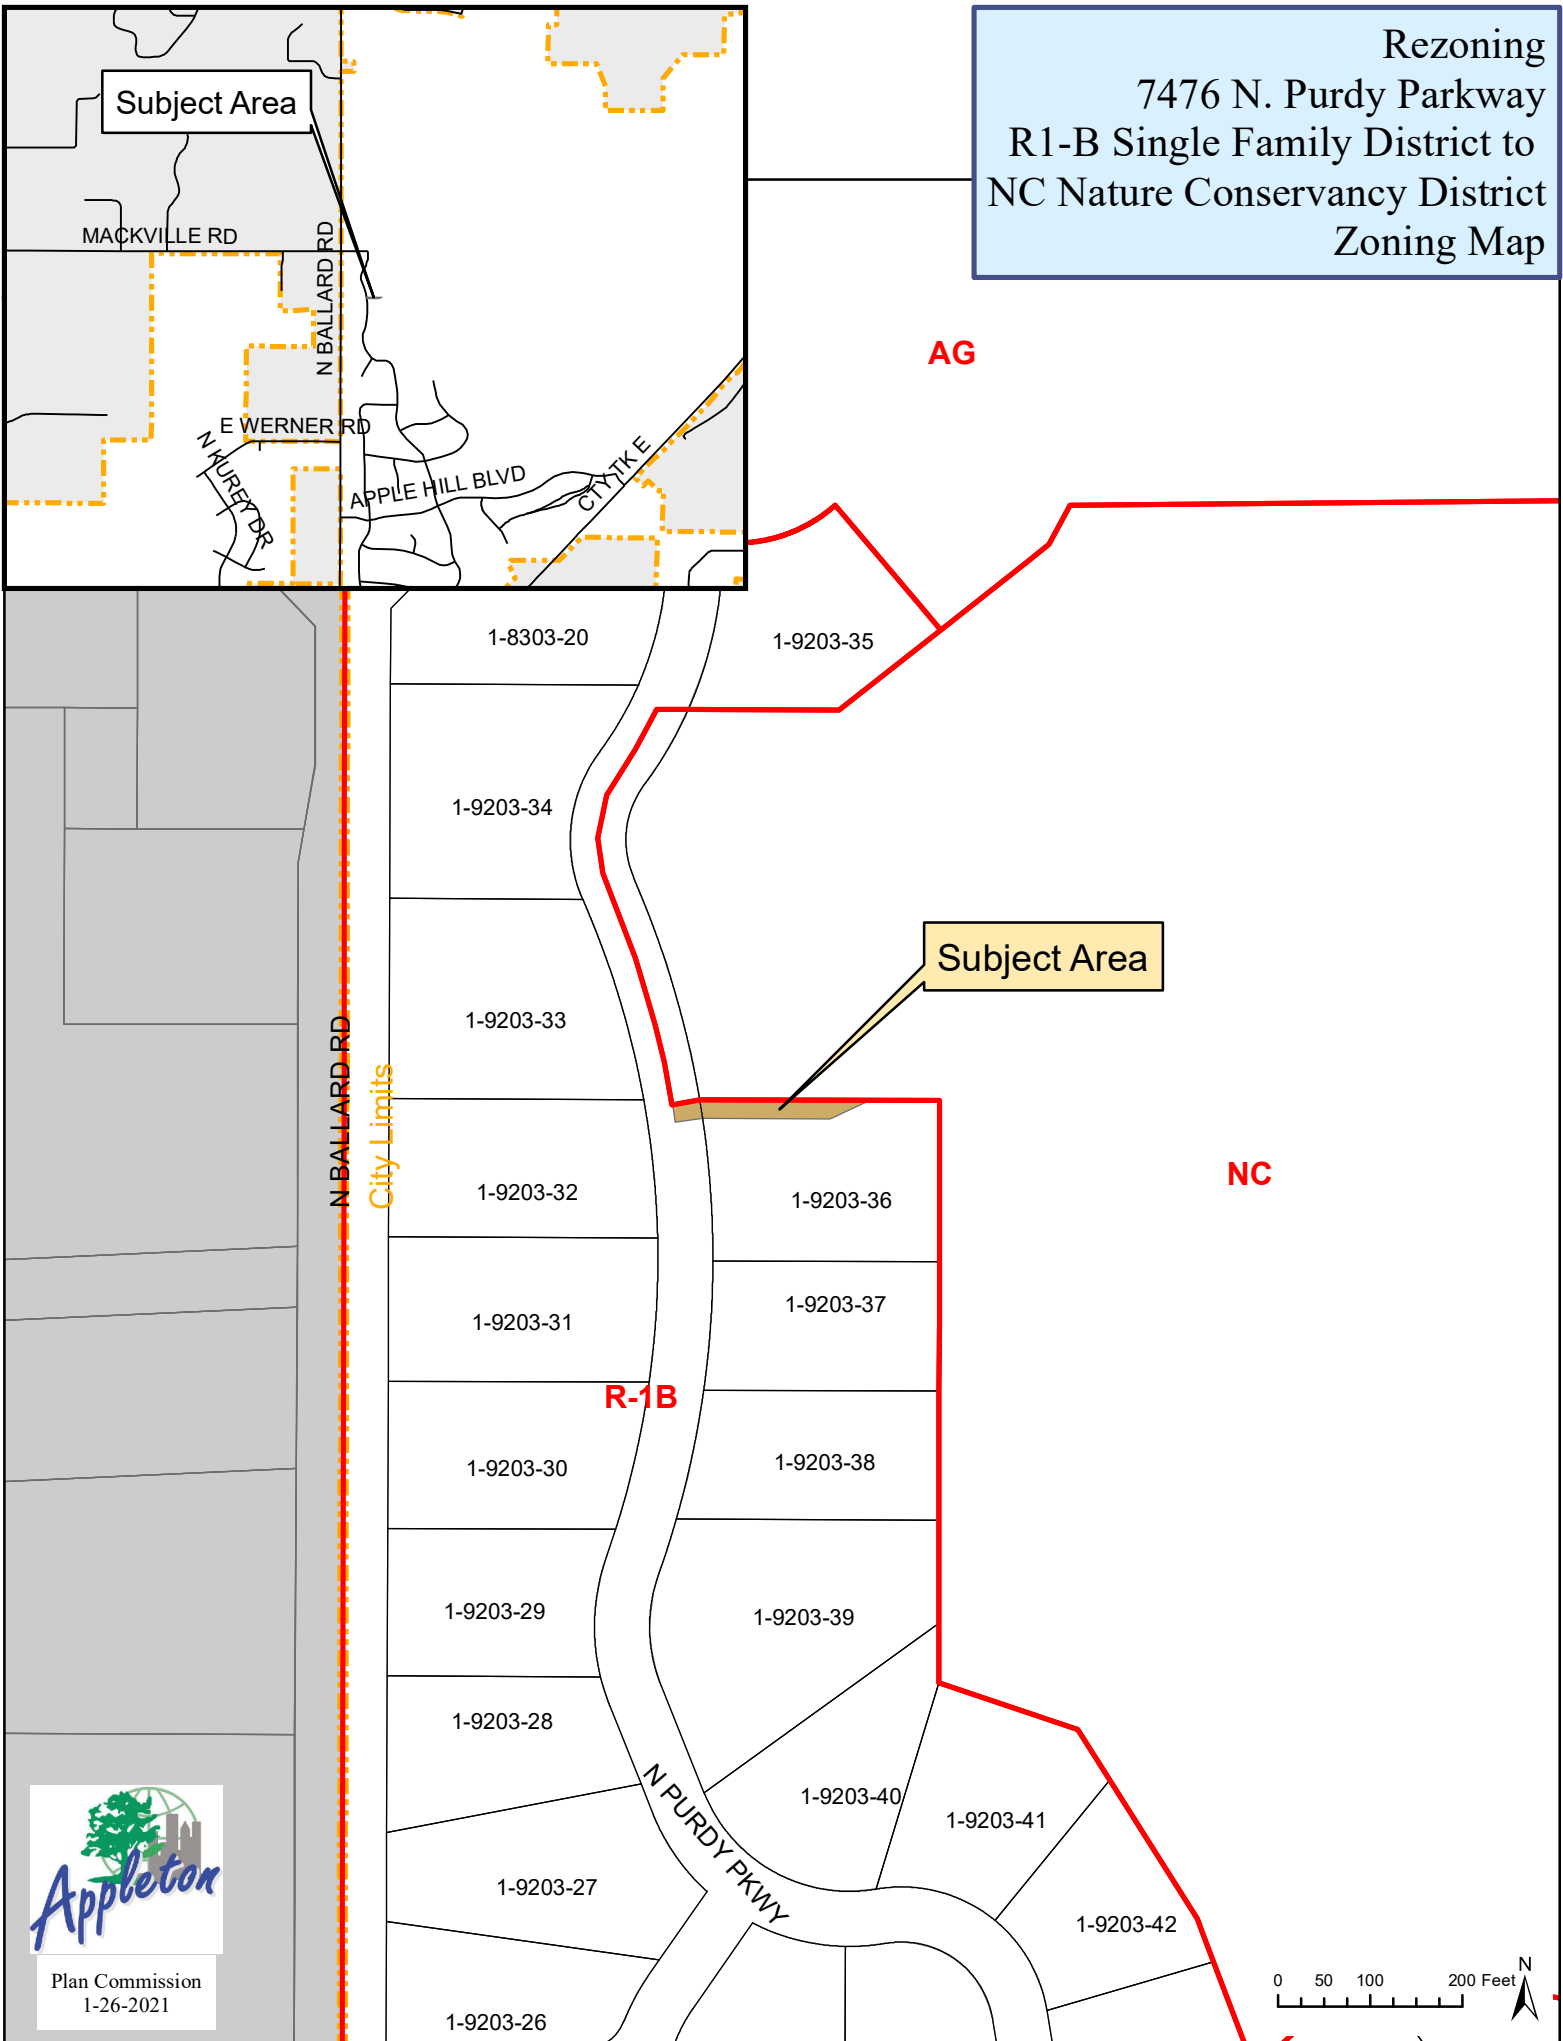 Rezoning
7476 N. Purdy Parkway
R1-B Single Family District to
NC Nature Conservancy District
Zoning Map
Subject Area
MACKVILLE RD
N BALLARD RD
E WERNER RD
N KUREY DR
APPLE HILL BLVD
CTY TK E
AG
1-8303-20
1-9203-35
1-9203-34
Subject Area
1-9203-33
N BALLARD RD
City Limits
NC
1-9203-32
1-9203-36
1-9203-31
1-9203-37
R-1B
1-9203-30
1-9203-38
1-9203-29
1-9203-39
1-9203-28
N PURDY PKWY
1-9203-40
1-9203-41
1-9203-27
1-9203-42
1-9203-26
Appleton
Plan Commission
1-26-2021
0 50 100 200 Feet
N